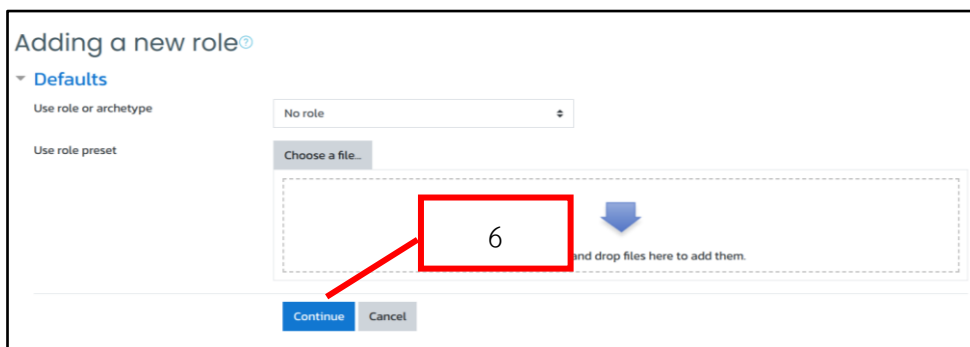 Adding a new role
Defaults
Use role or archetype
No role
Use role preset
Choose a file...
6
and drop files here to add them.
Continue Cancel